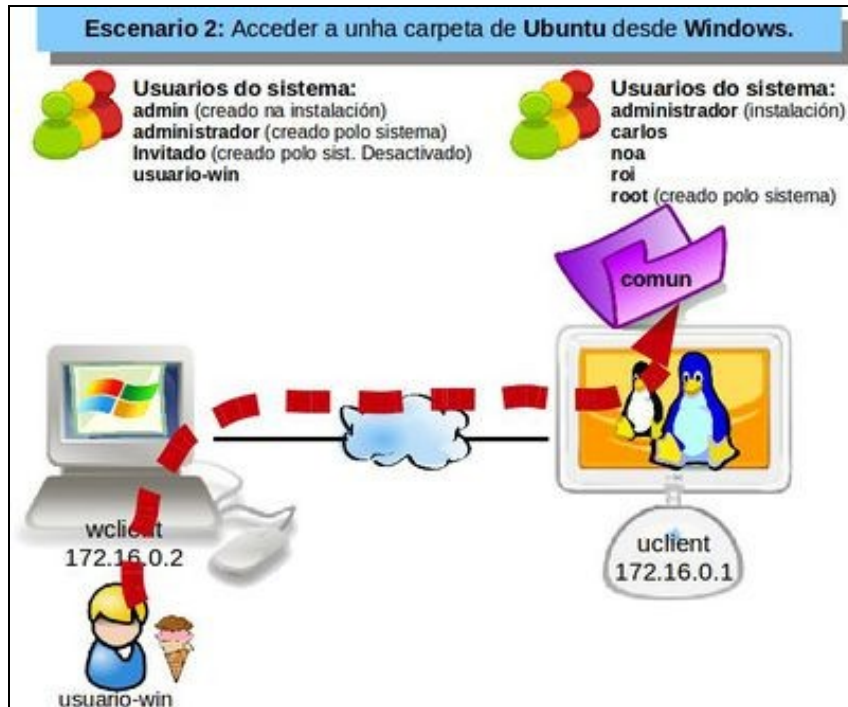 Escenario 2: Acceder a unha carpeta de Ubuntu desde Windows.
Usuarios do sistema:
admin (creado na instalación)
administrador (creado polo sistema)
Invitado (creado polo sist. Desactivado)
usuario-win
Usuarios do sistema:
administrador (instalación)
carlos
noa
roi
root (creado polo sistema)
comun
wclient
172.16.0.2
uclient
172.16.0.1
usuario-win